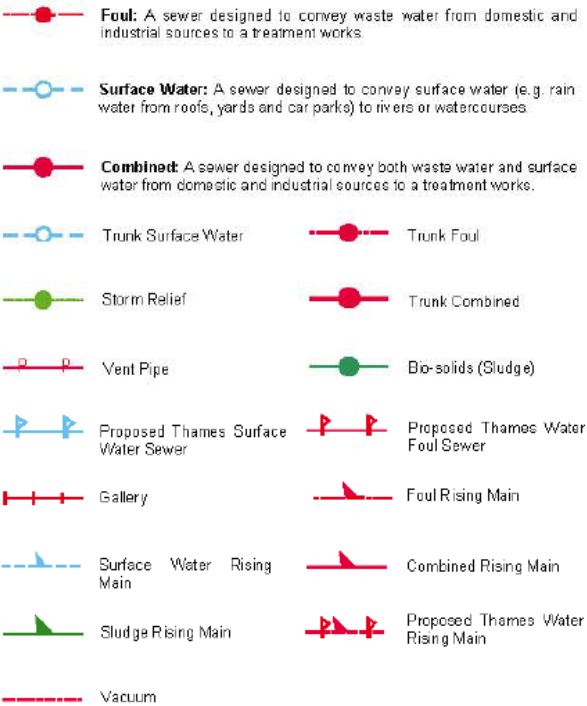 Foul: A sewer designed to convey waste water from domestic and
industrial sources to a treatment works.
Surface Water: A sewer designed to convey surface water (e.g. rain
water from roofs, yards and car parks) to rivers or watercourses.
Combined: A sewer designed to convey both waste water and surface
water from domestic and industrial sources to a treatment works.
Trunk Surface Water
Trunk Foul
Storm Relief
Trunk Combined
Vent Pipe
Bio-solids (Sludge)
Proposed Thames Surface
Water Sewer
Proposed Thames Water
Foul Sewer
Gallery
Foul Rising Main
Surface Water Rising
Main
Combined Rising Main
Sludge Rising Main
Proposed Thames Water
Rising Main
Vacuum